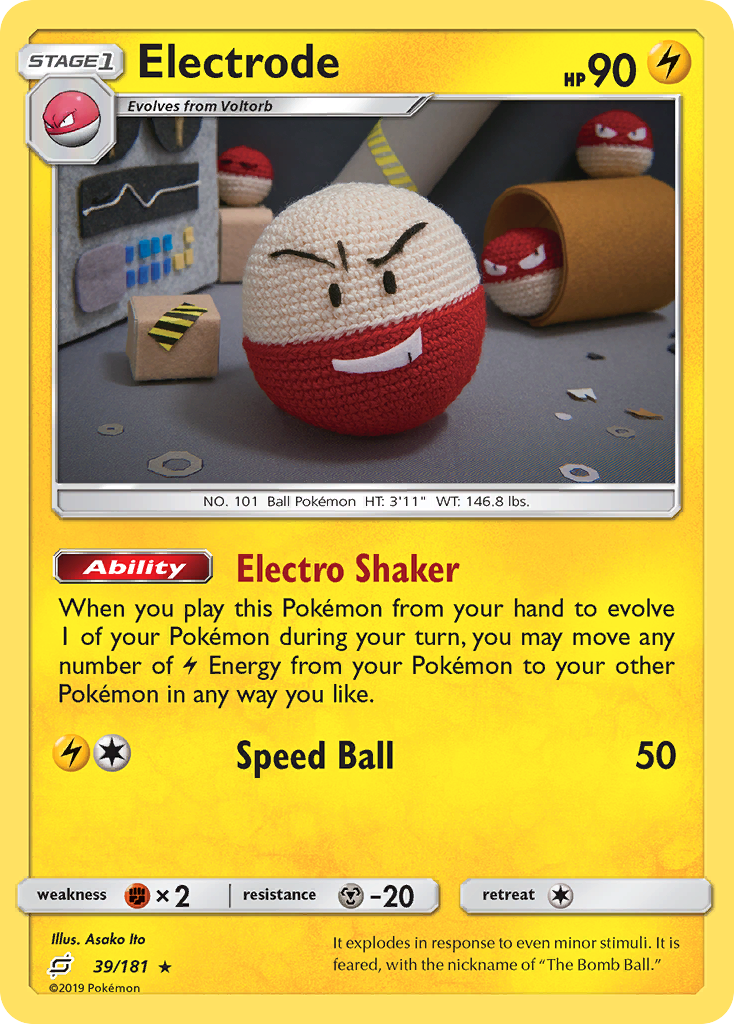 STAGE1
Electrode
HP90
Evolves from Voltorb
NO. 101 Ball Pokémon HT: 3'11" WT: 146.8 lbs.
Ability Electro Shaker
When you play this Pokémon from your hand to evolve
1 of your Pokémon during your turn, you may move any
number of Energy from your Pokémon to your other
Pokémon in any way you like.
Speed Ball 50
weakness ×2 resistance -20 retreat
Illus. Asako Ito
39/181
©2019 Pokémon
It explodes in response to even minor stimuli. It is
feared, with the nickname of “The Bomb Ball.”